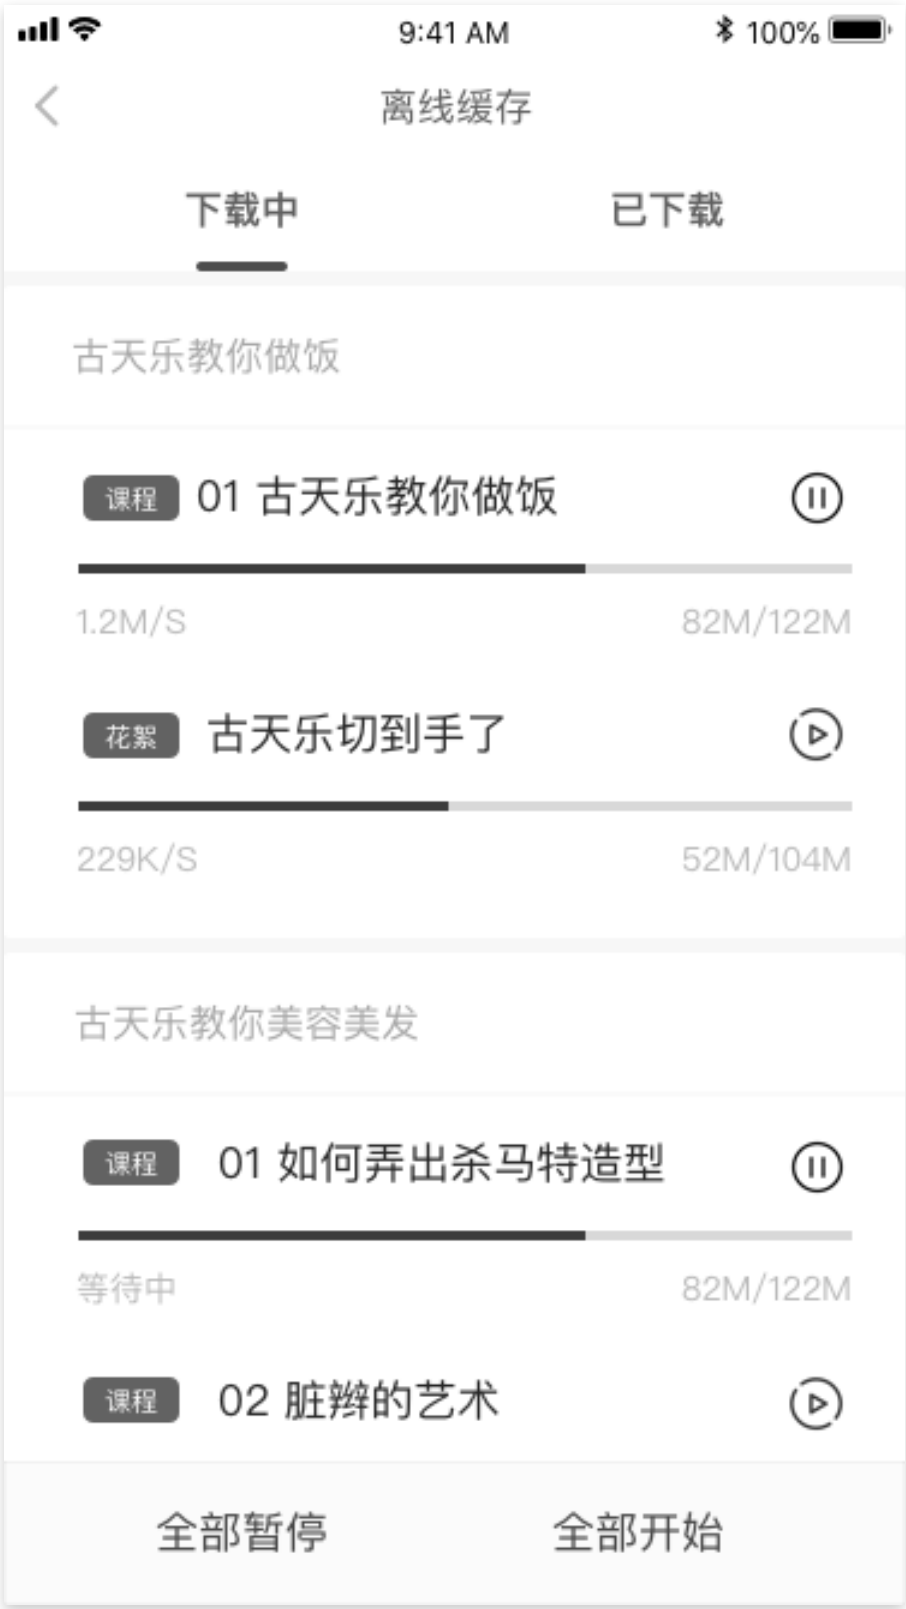 9:41 AM 100%
离线缓存
下载中 已下载
古天乐教你做饭
课程 01 古天乐教你做饭
1.2M/S 82M/122M
花絮 古天乐切到手了
229K/S 52M/104M
古天乐教你美容美发
课程 01 如何弄出杀马特造型
等待中 82M/122M
课程 02 脏辫的艺术
全部暂停 全部开始